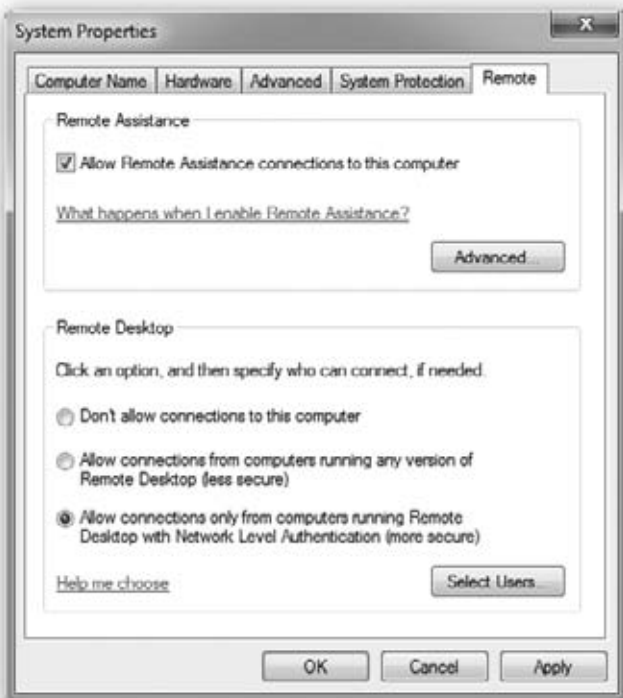 System Properties
Computer Name Hardware Advanced System Protection Remote
Remote Assistance
Allow Remote Assistance connections to this computer
What happens when I enable Remote Assistance?
Advanced...
Remote Desktop
Click an option, and then specify who can connect, if needed.
Don't allow connections to this computer
Allow connections from computers running any version of
Remote Desktop (less secure)
Allow connections only from computers running Remote
Desktop with Network Level Authentication (more secure)
Help me choose
Select Users...
OK Cancel Apply